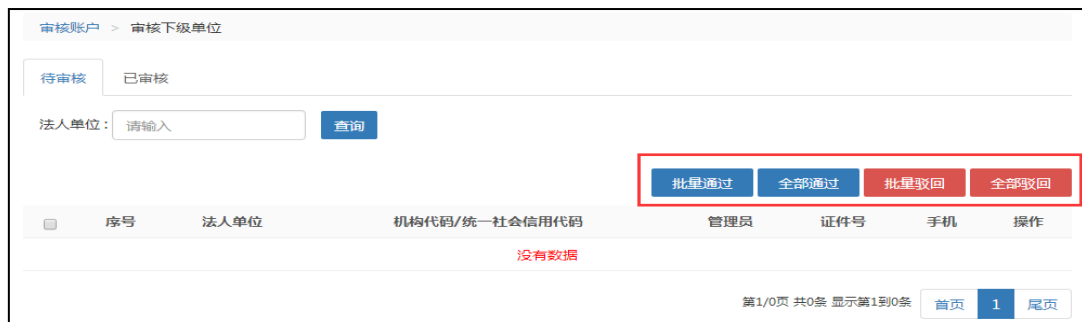 审核账户 > 审核下级单位
待审核 已审核
法人单位： 请输入 查询
批量通过 全部通过 批量驳回 全部驳回
序号 法人单位 机构代码/统一社会信用代码 管理员 证件号 手机 操作
没有数据
第1/0页 共0条 显示第1到0条 首页 1 尾页